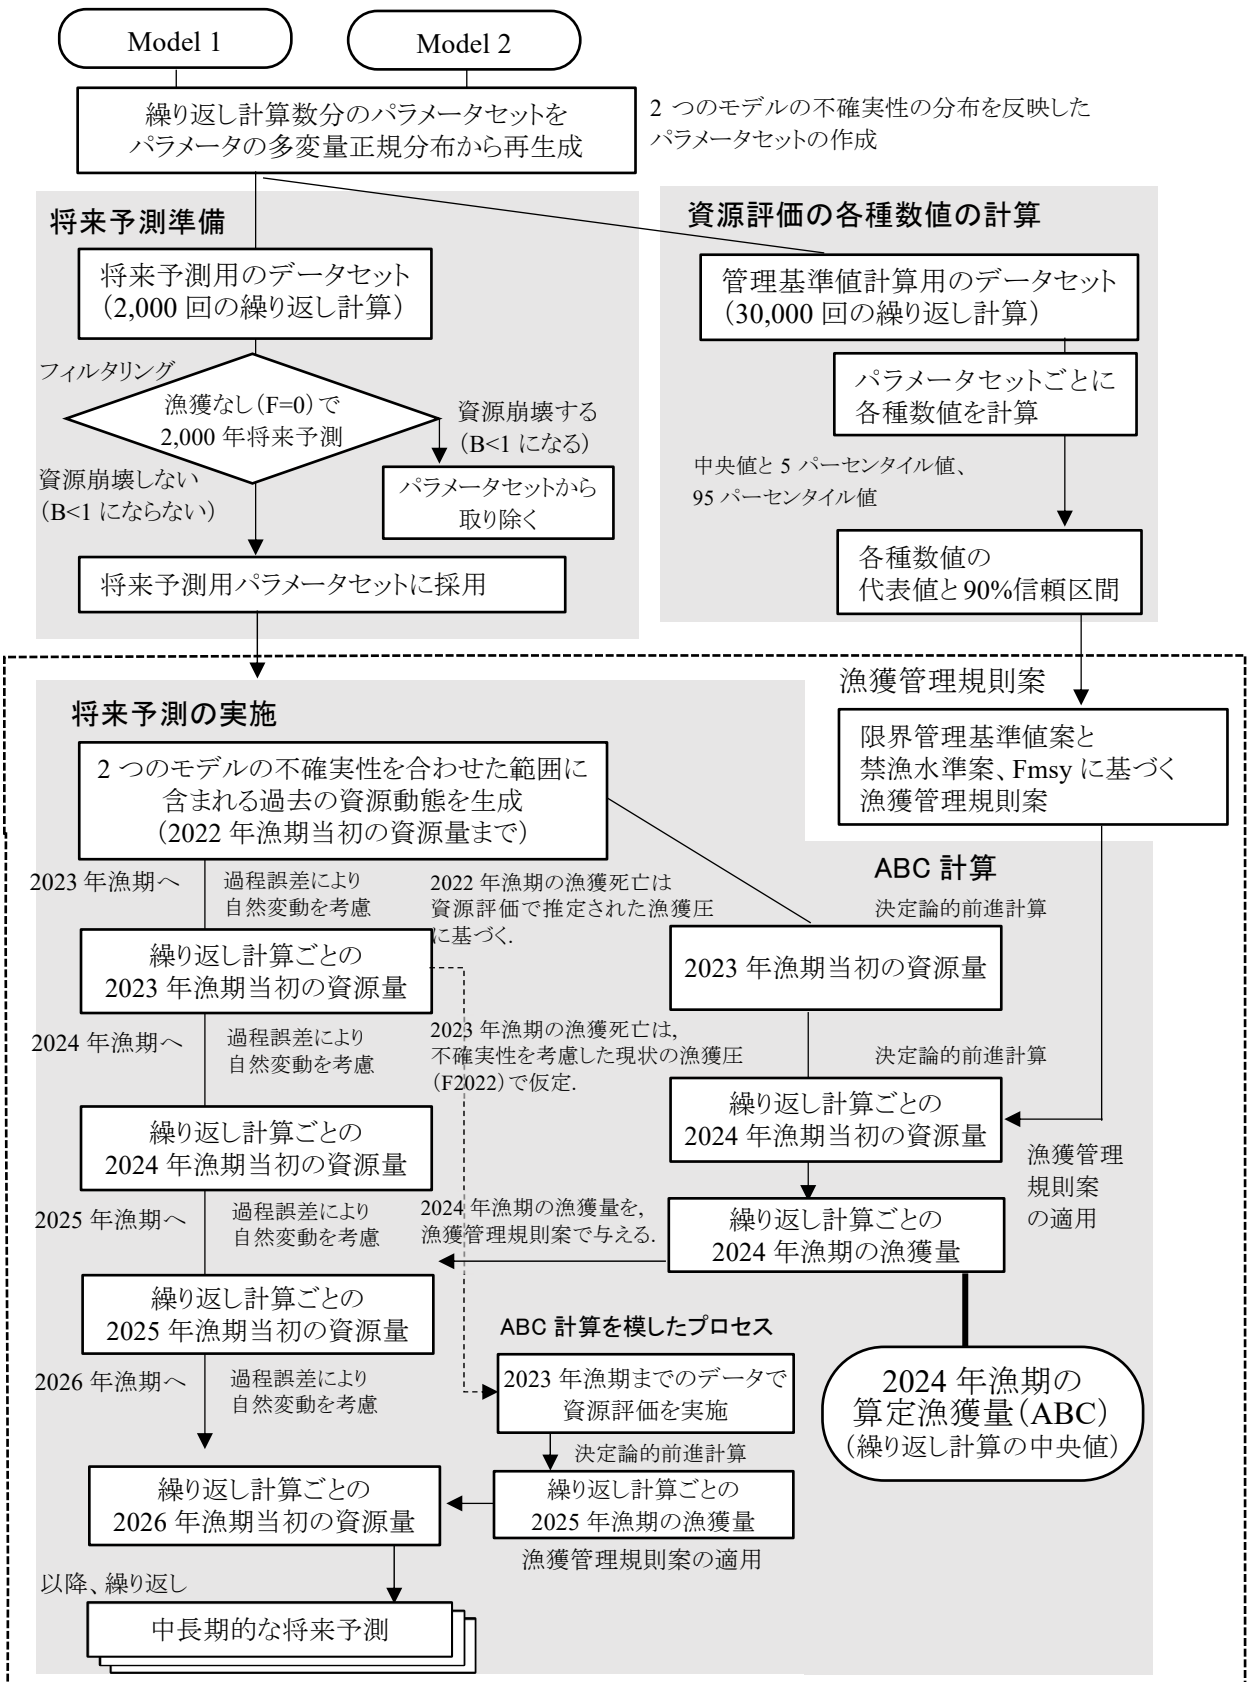 Model 1
Model 2
繰り返し計算数分のパラメータセットを
パラメータの多変量正規分布から再生成
2 つのモデルの不確実性の分布を反映した
パラメータセットの作成
将来予測準備
将来予測用のデータセット
（2,000 回の繰り返し計算）
フィルタリング
漁獲なし（F=0）で
2,000 年将来予測
資源崩壊する
（B<1 になる）
資源崩壊しない
（B<1 にならない）
パラメータセットから
取り除く
将来予測用パラメータセットに採用
資源評価の各種数値の計算
管理基準値計算用のデータセット
（30,000 回の繰り返し計算）
パラメータセットごとに
各種数値を計算
中央値と 5 パーセンタイル値、
95 パーセンタイル値
各種数値の
代表値と90%信頼区間
漁獲管理規則案
限界管理基準値案と
禁漁水準案、Fmsy に基づく
漁獲管理規則案
将来予測の実施
2 つのモデルの不確実性を合わせた範囲に
含まれる過去の資源動態を生成
（2022 年漁期当初の資源量まで）
2023 年漁期へ
過程誤差により
自然変動を考慮
2022 年漁期の漁獲死亡は
資源評価で推定された漁獲圧
に基づく.
繰り返し計算ごとの
2023 年漁期当初の資源量
2024 年漁期へ
過程誤差により
自然変動を考慮
2023 年漁期の漁獲死亡は,
不確実性を考慮した現状の漁獲圧
（F2022）で仮定.
繰り返し計算ごとの
2024 年漁期当初の資源量
2025 年漁期へ
過程誤差により
自然変動を考慮
2024 年漁期の漁獲量を,
漁獲管理規則案で与える.
繰り返し計算ごとの
2025 年漁期当初の資源量
2026 年漁期へ
過程誤差により
自然変動を考慮
繰り返し計算ごとの
2026 年漁期当初の資源量
以降、繰り返し
中長期的な将来予測
ABC 計算
決定論的前進計算
2023 年漁期当初の資源量
決定論的前進計算
繰り返し計算ごとの
2024 年漁期当初の資源量
漁獲管理
規則案
の適用
繰り返し計算ごとの
2024 年漁期の漁獲量
2024 年漁期の
算定漁獲量（ABC）
（繰り返し計算の中央値）
ABC 計算を模したプロセス
2023 年漁期までのデータで
資源評価を実施
決定論的前進計算
繰り返し計算ごとの
2025 年漁期の漁獲量
漁獲管理規則案の適用